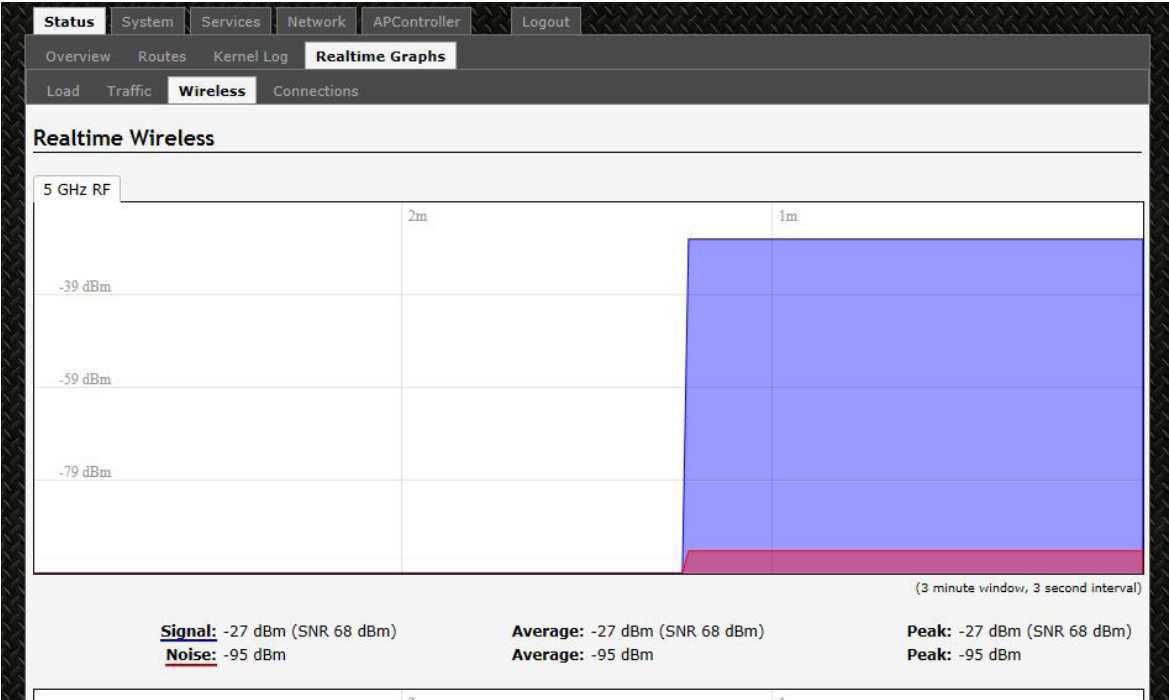 Status System Services Network APController Logout
Overview Routes Kernel Log Realtime Graphs
Load Traffic Wireless Connections
Realtime Wireless
5 GHz RF
2m 1m
-39 dBm
-59 dBm
-79 dBm
(3 minute window, 3 second interval)
Signal: -27 dBm (SNR 68 dBm) Average: -27 dBm (SNR 68 dBm) Peak: -27 dBm (SNR 68 dBm)
Noise: -95 dBm Average: -95 dBm Peak: -95 dBm